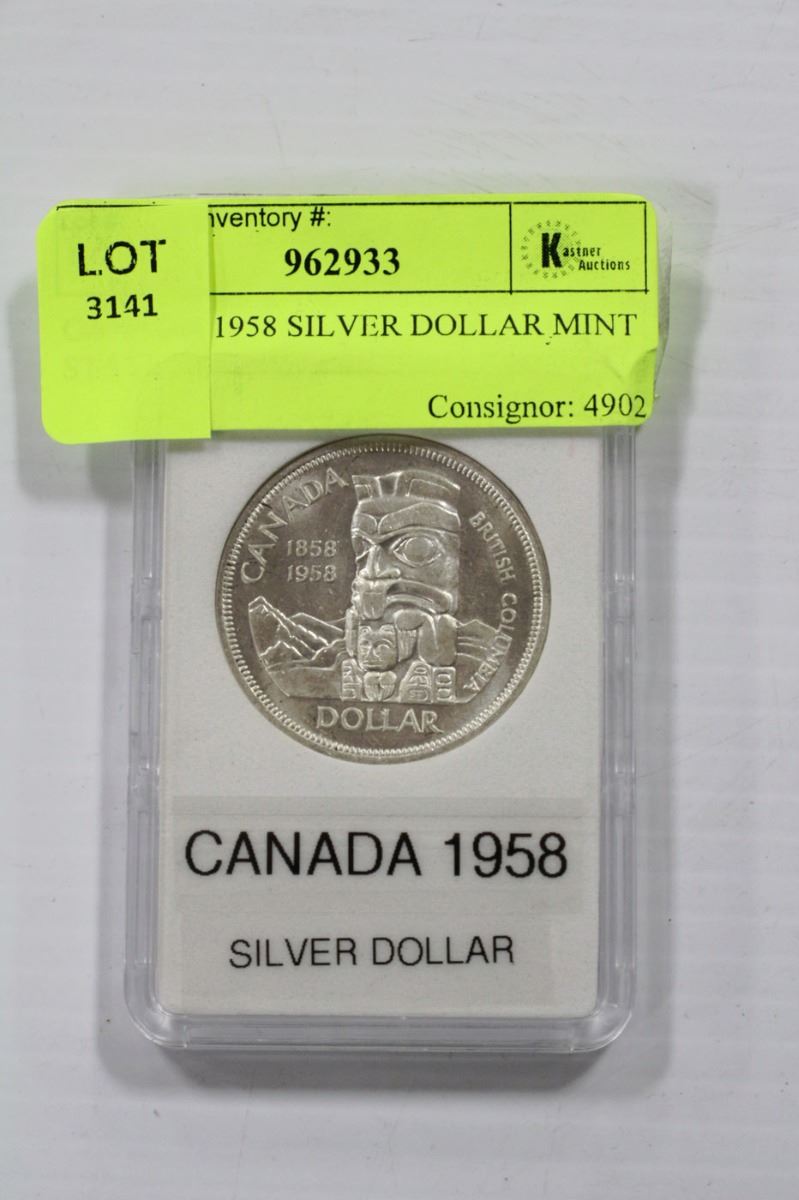 Inventory #:
LOT
962933
Kastner
Auctions
3141
1958 SILVER DOLLAR MINT
Consignor: 4902
CANADA
1858
1958
BRITISH COLUMBIA
DOLLAR
CANADA 1958
SILVER DOLLAR